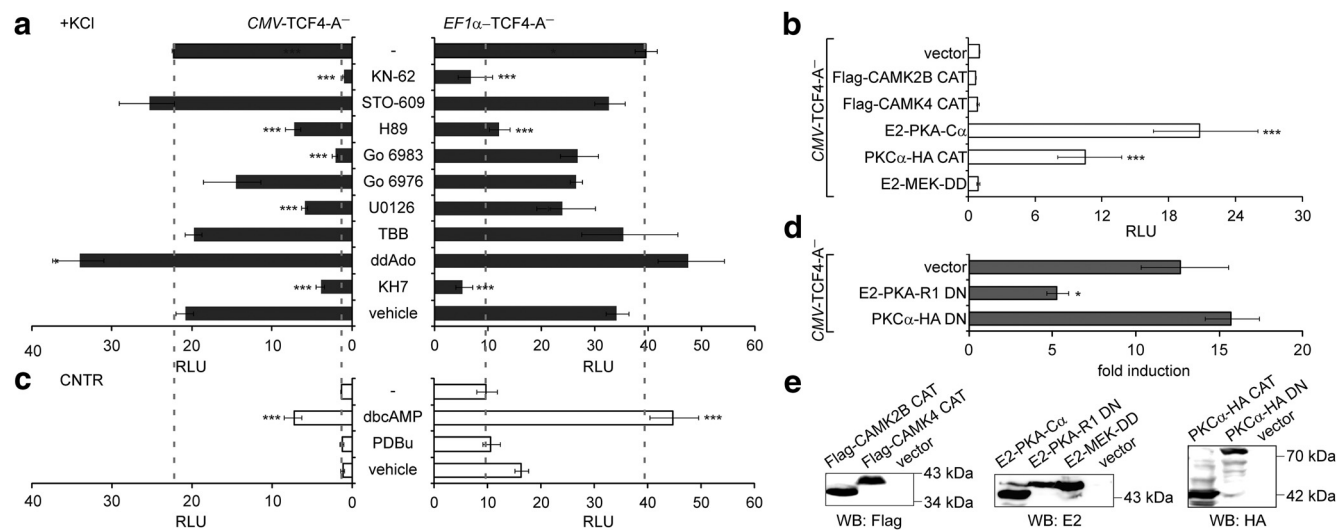 a
+KCl
CMV-TCF4-A⁻
EF1α–TCF4-A⁻
***
*
-
***
KN-62
***
STO-609
***
H89
***
***
Go 6983
Go 6976
***
U0126
TBB
*
ddAdo
***
KH7
***
vehicle
40
30
20
10
0
0
10
20
30
40
50
60
RLU
RLU
c
CNTR
-
***
dbcAMP
***
PDBu
vehicle
40
30
20
10
0
0
10
20
30
40
50
60
RLU
RLU
b
CMV-TCF4-A⁻
vector
Flag-CAMK2B CAT
Flag-CAMK4 CAT
E2-PKA-Cα
***
PKCα-HA CAT
***
E2-MEK-DD
0
6
12
18
24
30
RLU
d
CMV-TCF4-A⁻
vector
E2-PKA-R1 DN
*
PKCα-HA DN
0
5
10
15
20
fold induction
e
Flag-CAMK2B CAT
Flag-CAMK4 CAT
vector
43 kDa
34 kDa
WB: Flag
E2-PKA-Cα
E2-PKA-R1 DN
E2-MEK-DD
vector
43 kDa
WB: E2
PKCα-HA CAT
PKCα-HA DN
vector
70 kDa
42 kDa
WB: HA